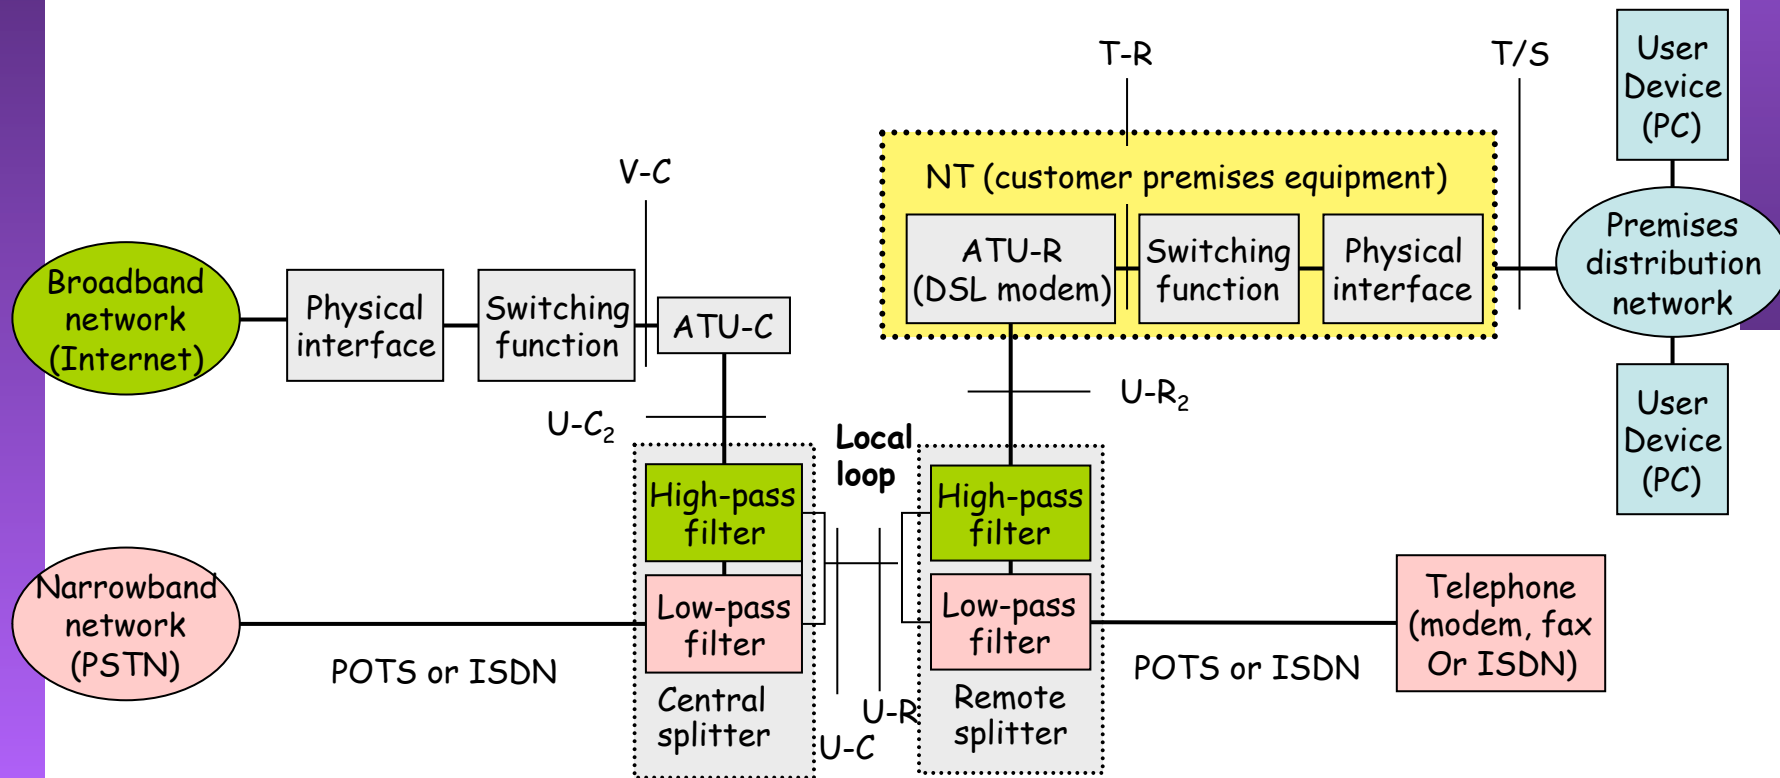 T-R
T/S
User
Device
(PC)
V-C
NT (customer premises equipment)
Broadband
network
(Internet)
Physical
interface
Switching
function
ATU-C
ATU-R
(DSL modem)
Switching
function
Physical
interface
Premises
distribution
network
U-C₂
U-R₂
User
Device
(PC)
Local
loop
High-pass
filter
High-pass
filter
Narrowband
network
(PSTN)
POTS or ISDN
Low-pass
filter
Low-pass
filter
POTS or ISDN
Telephone
(modem, fax
Or ISDN)
Central
splitter
U-R
U-C
Remote
splitter